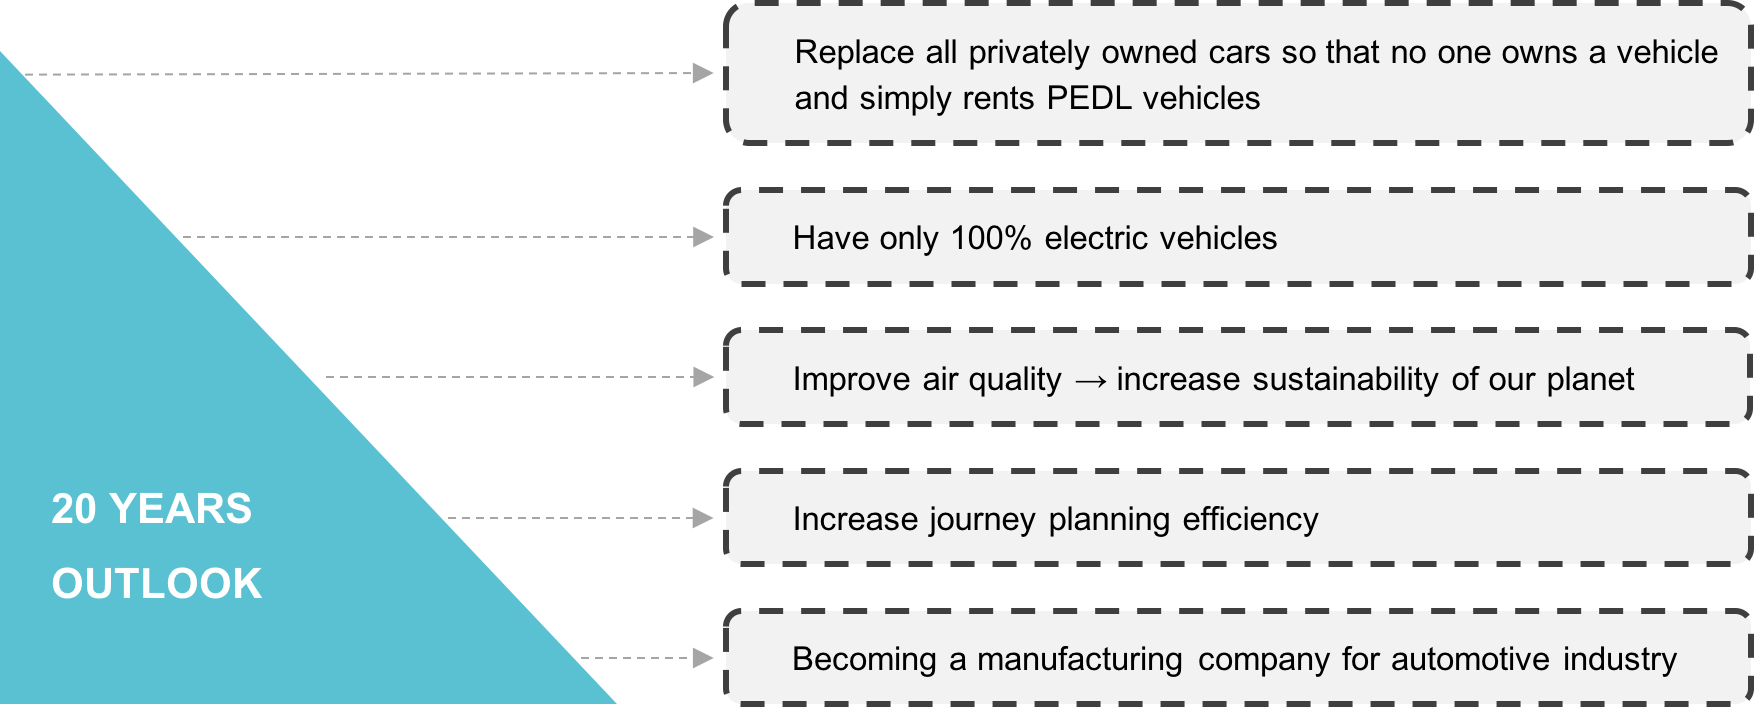 Replace all privately owned cars so that no one owns a vehicle
and simply rents PEDL vehicles
Have only 100% electric vehicles
Improve air quality → increase sustainability of our planet
20 YEARS
OUTLOOK
Increase journey planning efficiency
Becoming a manufacturing company for automotive industry